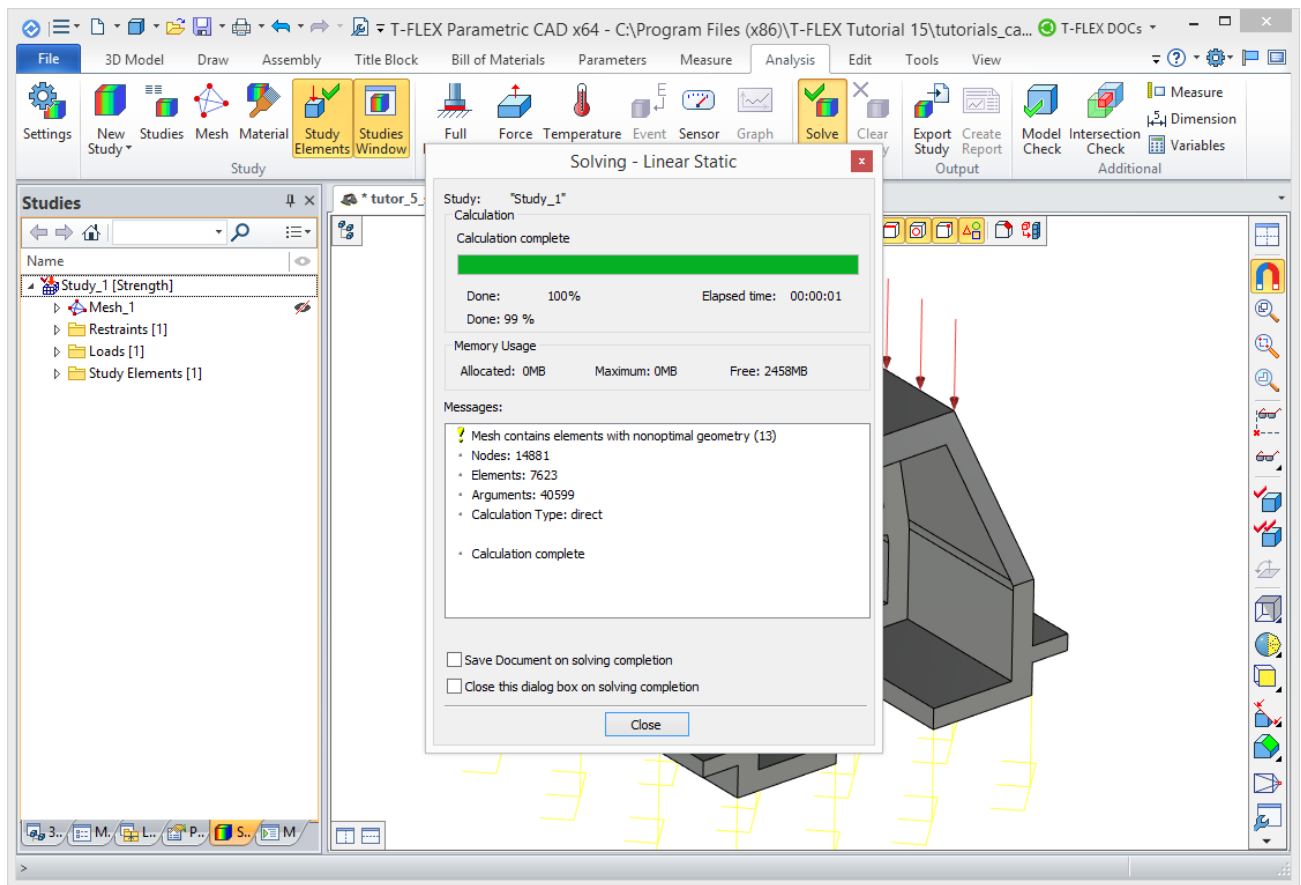 T-FLEX Parametric CAD x64 - C:\Program Files (x86)\T-FLEX Tutorial 15\tutorials_ca... T-FLEX DOCs
File 3D Model Draw Assembly Title Block Bill of Materials Parameters Measure Analysis Edit Tools View
Settings New Study Studies Mesh Material Study Elements Studies Window Full Force Temperature Event Sensor Graph Solve Clear Export Study Create Report Model Check Intersection Check
Measure
Dimension
Variables
Study Output Additional
Studies
* tutor_5_
Name
Study_1 [Strength]
Mesh_1
Restraints [1]
Loads [1]
Study Elements [1]
Solving - Linear Static
Study: "Study_1"
Calculation
Calculation complete
Done: 100% Elapsed time: 00:00:01
Done: 99 %
Memory Usage
Allocated: 0MB Maximum: 0MB Free: 2458MB
Messages:
Mesh contains elements with nonoptimal geometry (13)
Nodes: 14881
Elements: 7623
Arguments: 40599
Calculation Type: direct
Calculation complete
Save Document on solving completion
Close this dialog box on solving completion
Close
3.. M. L.. P.. S.. M
>